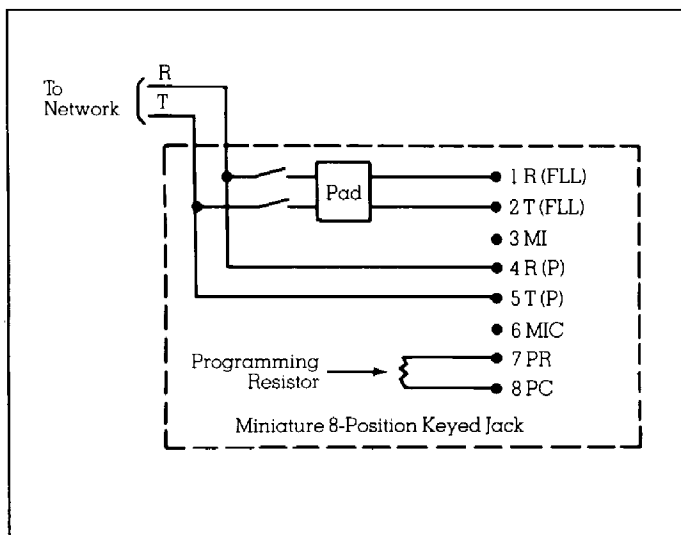 To
Network
R
T
Pad
1 R (FLL)
2 T (FLL)
3 MI
4 R (P)
5 T (P)
6 MIC
7 PR
8 PC
Programming
Resistor
Miniature 8-Position Keyed Jack